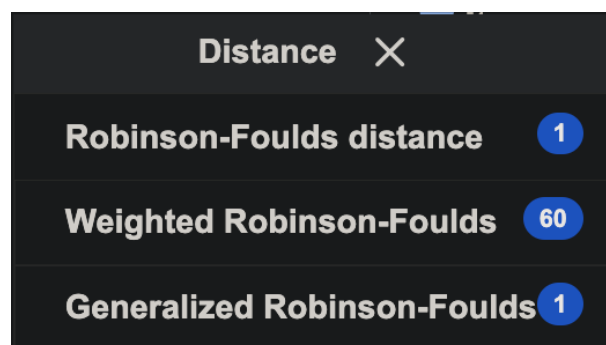 Distance ×
Robinson-Foulds distance 1
Weighted Robinson-Foulds 60
Generalized Robinson-Foulds 1